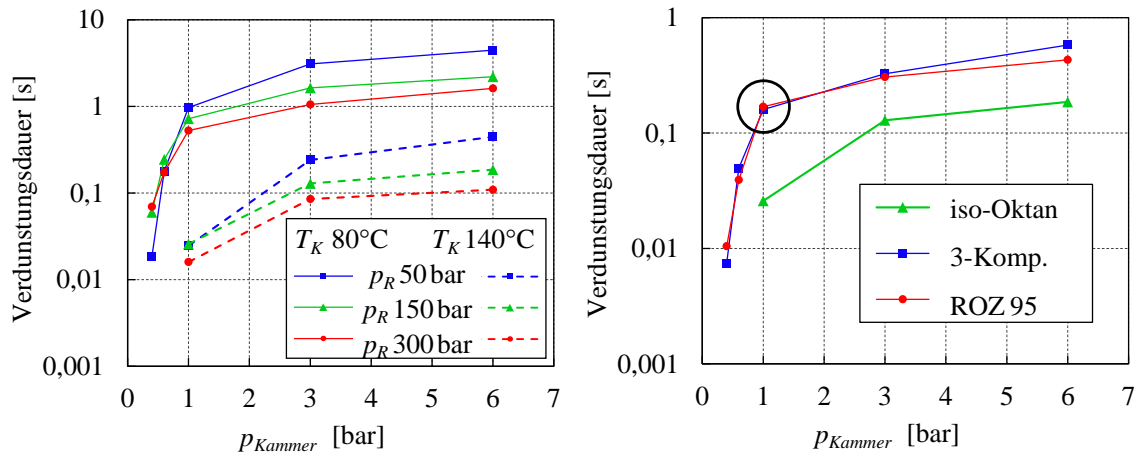 10
1
0,1
0,01
0,001
Verdunstungsdauer [s]
T_K 80°C T_K 140°C
p_R 50 bar
p_R 150 bar
p_R 300 bar
0 1 2 3 4 5 6 7
p_Kammer [bar]
1
0,1
0,01
0,001
Verdunstungsdauer [s]
iso-Oktan
3-Komp.
ROZ 95
0 1 2 3 4 5 6 7
p_Kammer [bar]